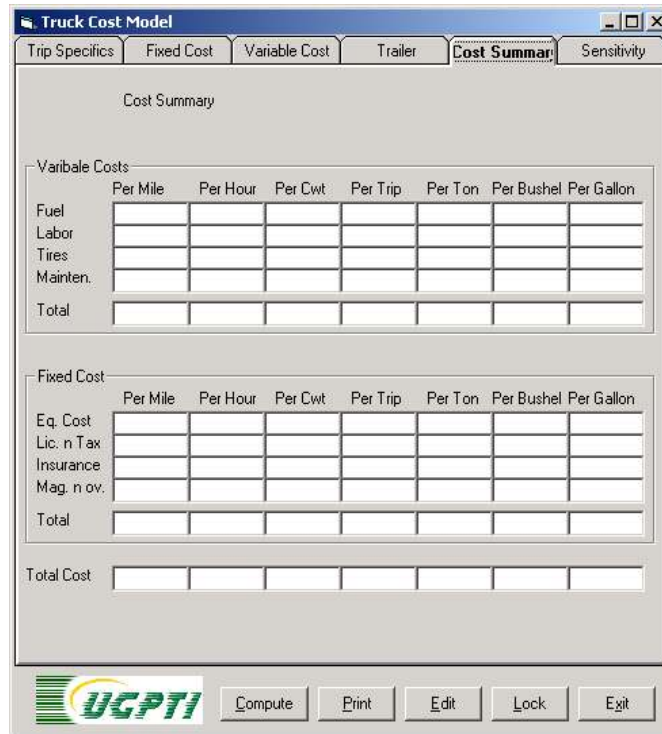 Truck Cost Model
Trip Specifics Fixed Cost Variable Cost Trailer Cost Summar Sensitivity
Cost Summary
Varibale Costs
Per Mile Per Hour Per Cwt Per Trip Per Ton Per Bushel Per Gallon
Fuel
Labor
Tires
Mainten.
Total
Fixed Cost
Per Mile Per Hour Per Cwt Per Trip Per Ton Per Bushel Per Gallon
Eq. Cost
Lic. n Tax
Insurance
Mag. n ov.
Total
Total Cost
UGPTI Compute Print Edit Lock Exit